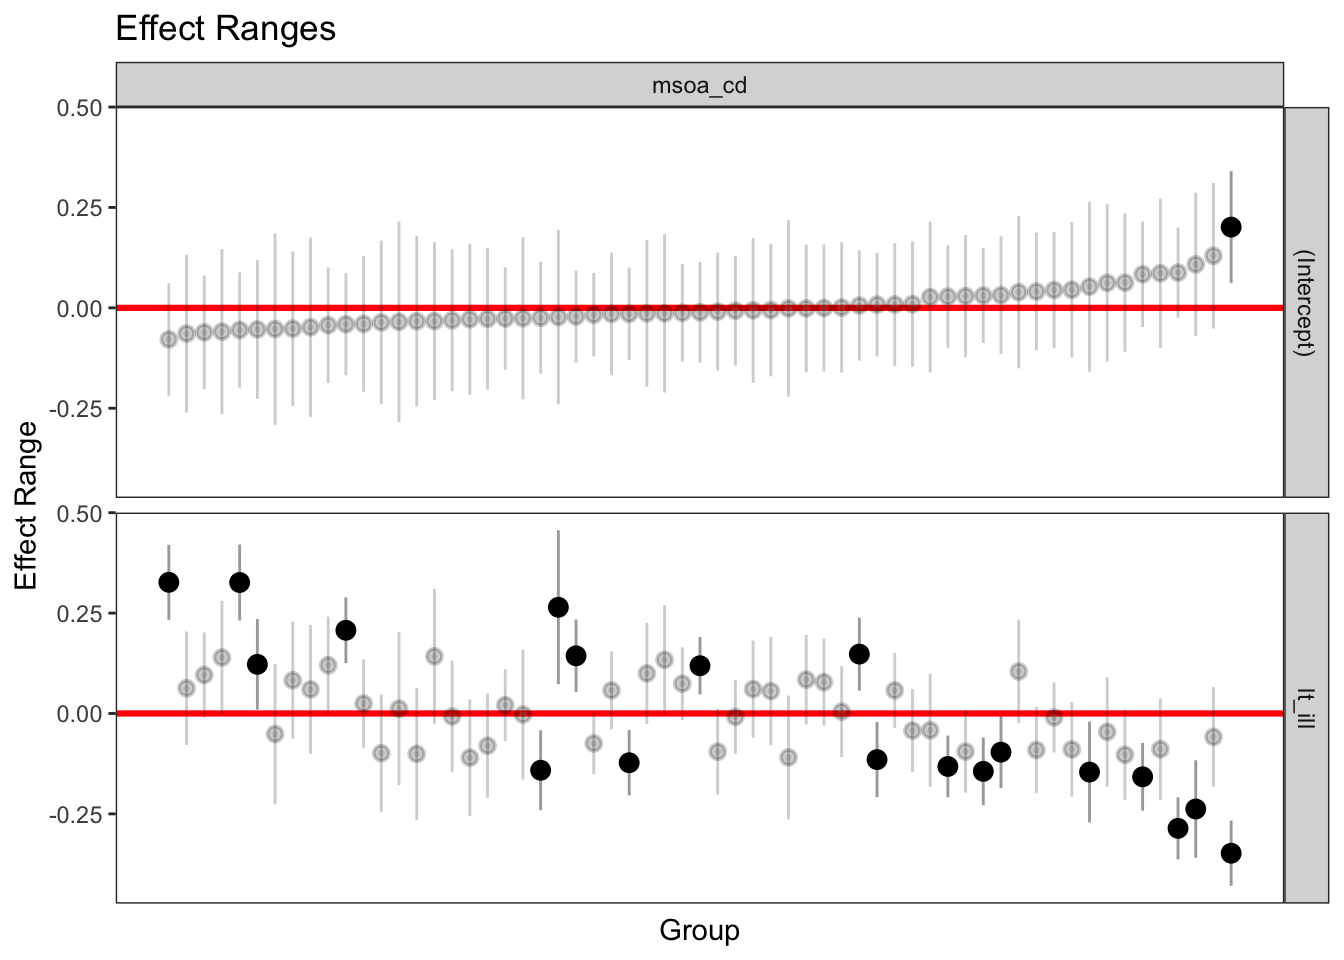 Effect Ranges
msoa_cd
0.50
0.25
0.00
-0.25
(Intercept)
Effect Range
0.50
0.25
0.00
-0.25
lt_ill
Group